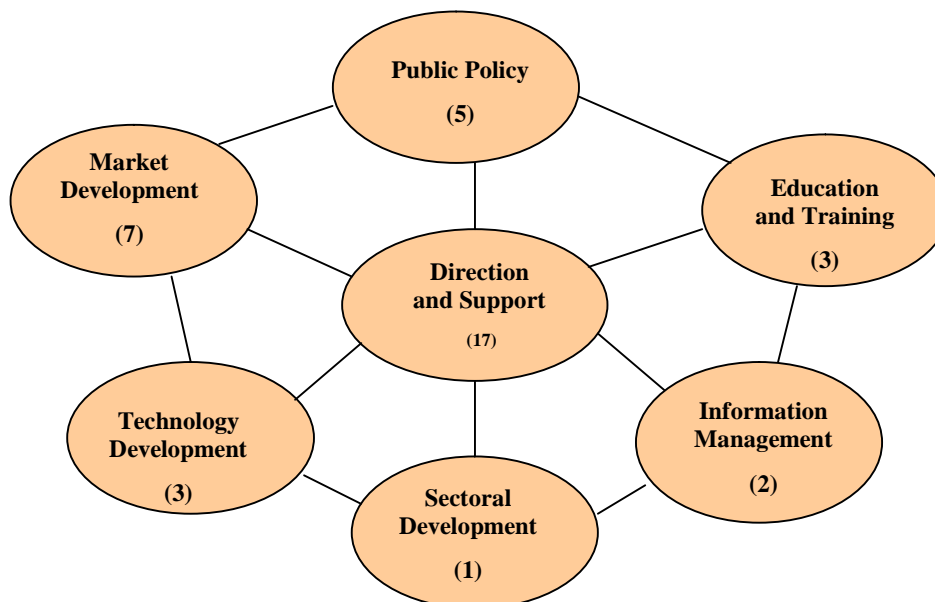 Public Policy
(5)
Market
Development
(7)
Education
and Training
(3)
Direction
and Support
(17)
Technology
Development
(3)
Information
Management
(2)
Sectoral
Development
(1)